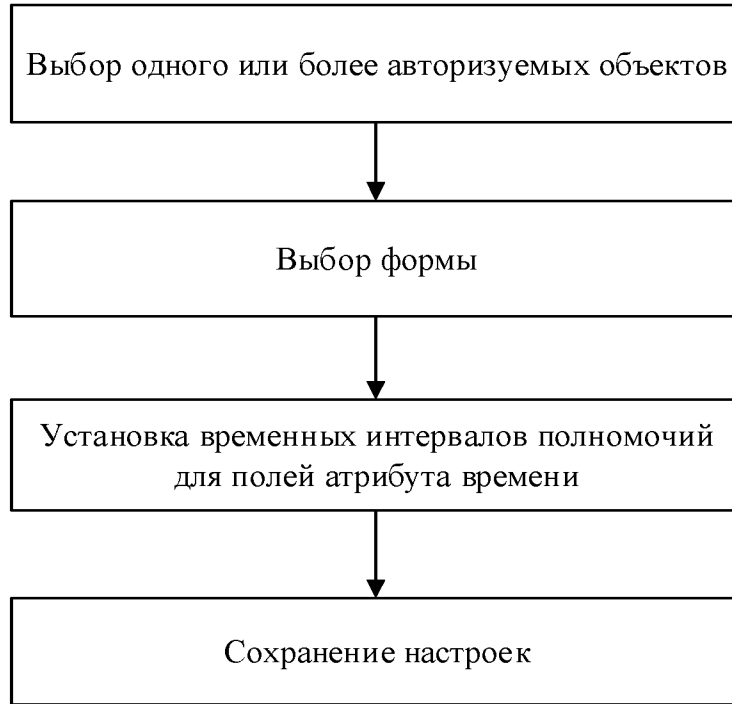 Выбор одного или более авторизуемых объектов
Выбор формы
Установка временных интервалов полномочий
для полей атрибута времени
Сохранение настроек